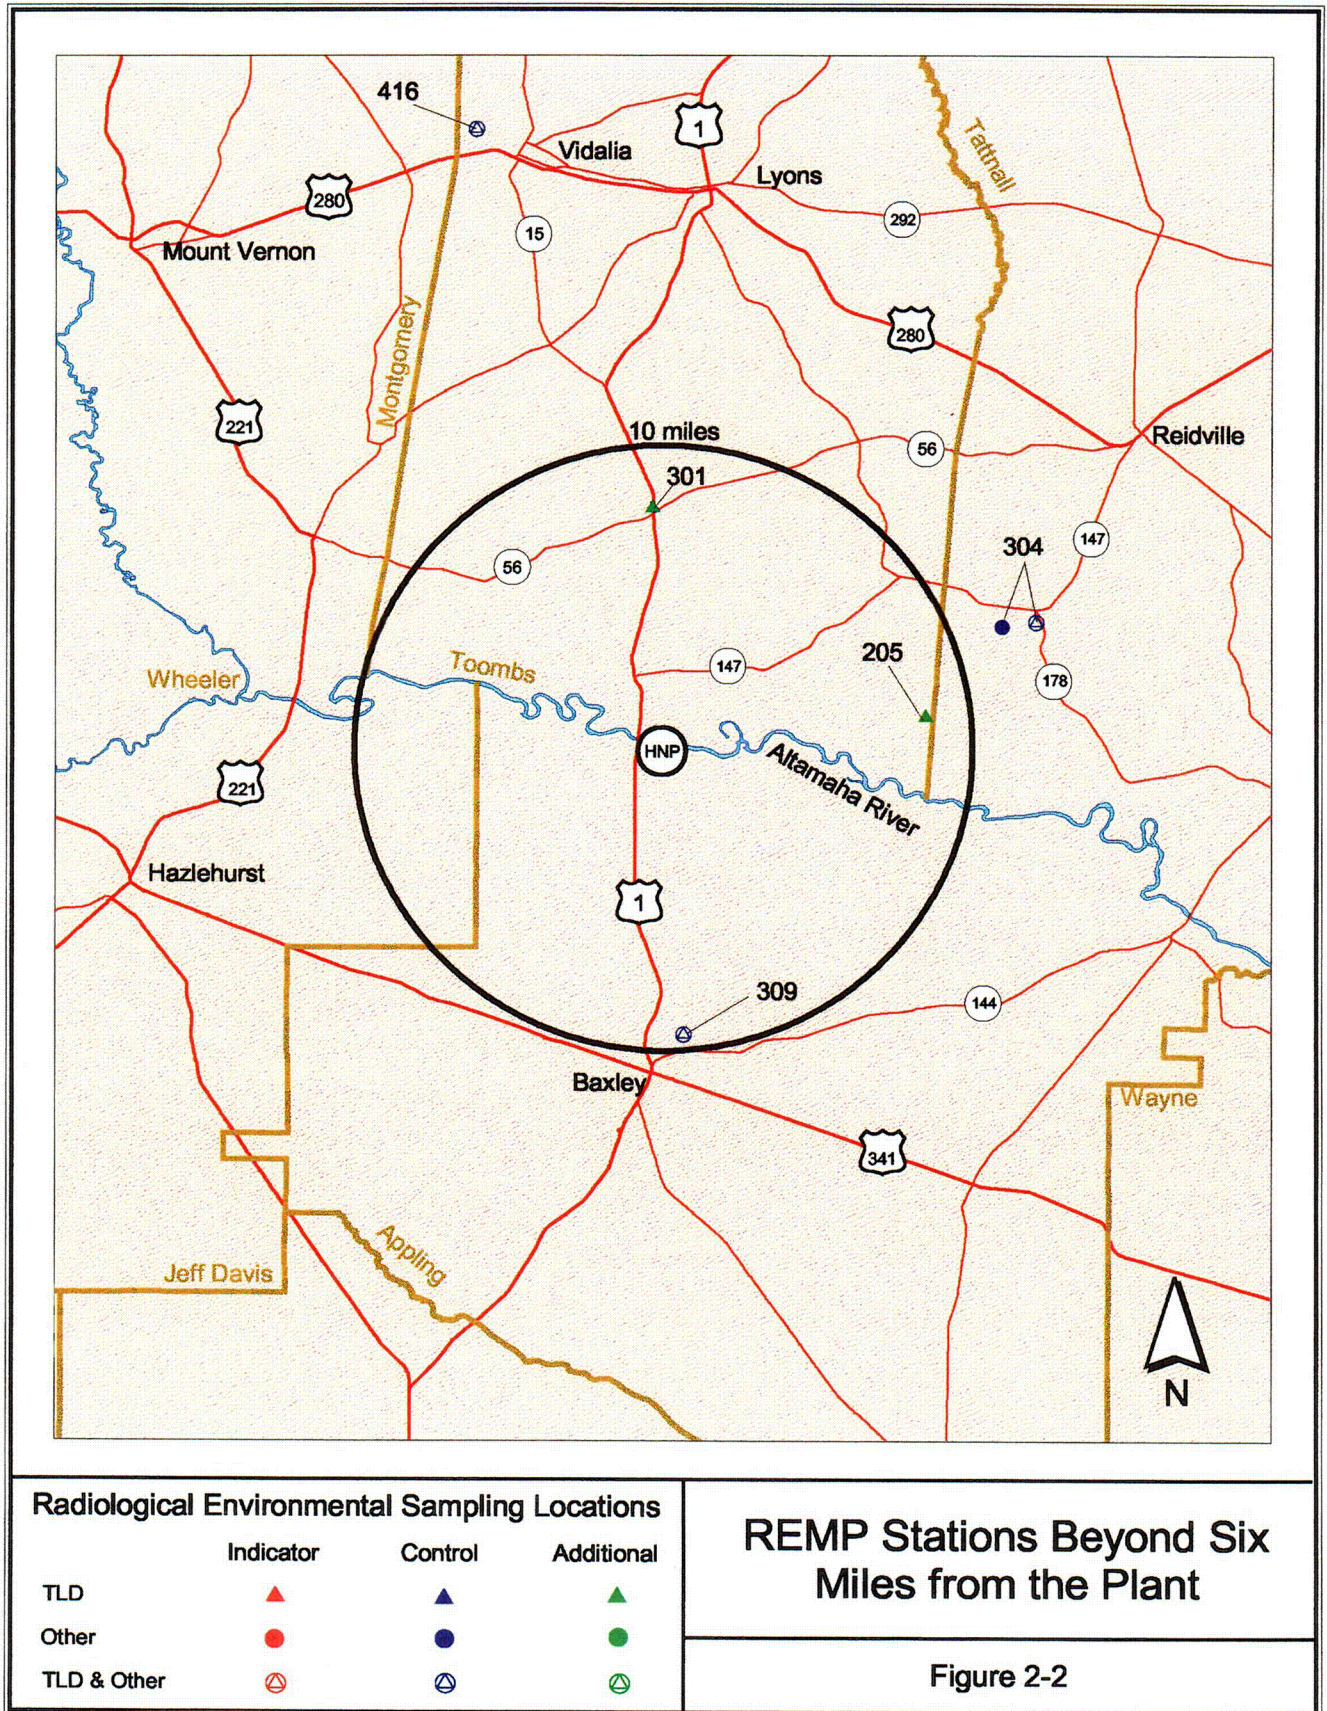 416
1
Vidalia
Tattnall
Lyons
280
292
15
Mount Vernon
Montgomery
280
221
10 miles
56
Reidville
301
304
147
56
205
Toombs
147
Wheeler
178
HNP
Altamaha River
221
Hazlehurst
1
309
144
Baxley
Wayne
341
Appling
Jeff Davis
N
Radiological Environmental Sampling Locations
Indicator Control Additional
TLD
Other
TLD & Other
REMP Stations Beyond Six
Miles from the Plant
Figure 2-2